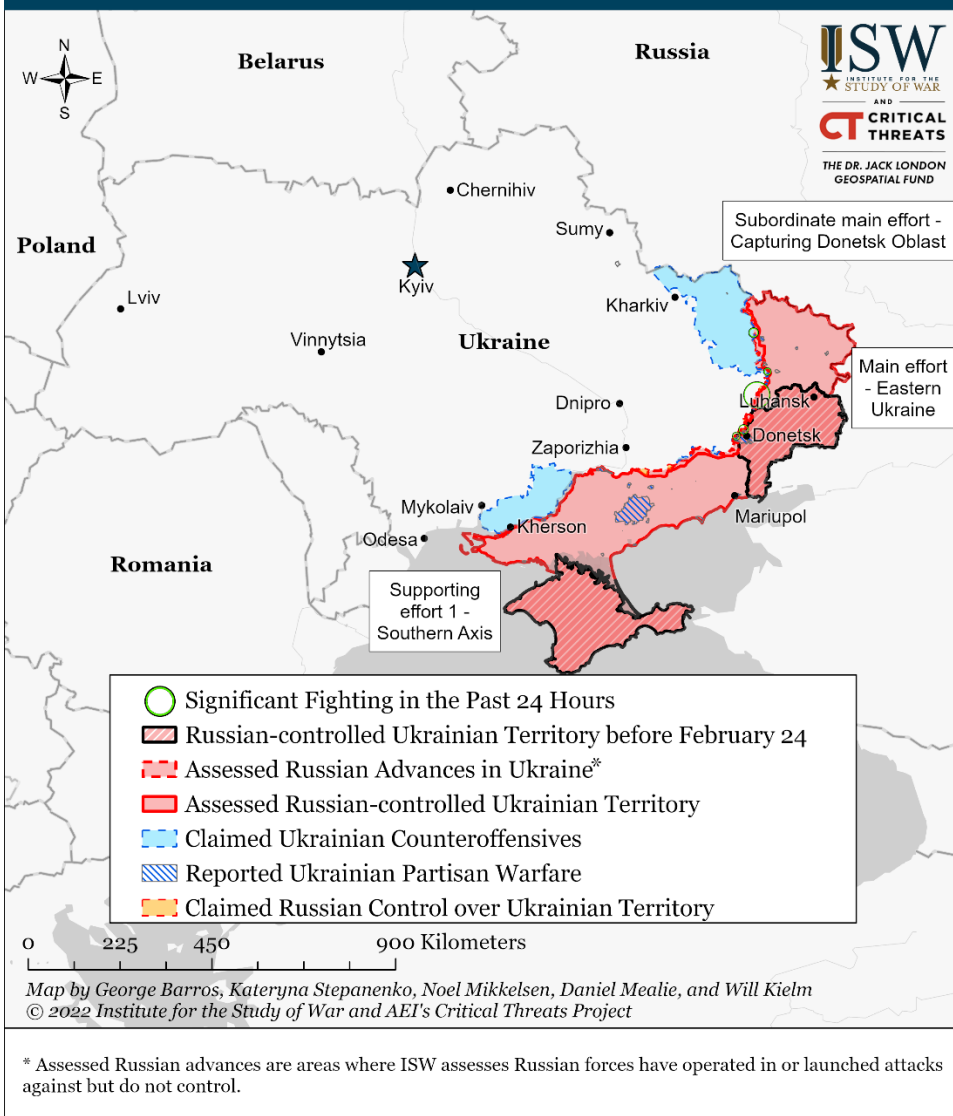 N
W E
S
Belarus
Russia
ISW
INSTITUTE FOR THE
STUDY OF WAR
AND
CT CRITICAL
THREATS
THE DR. JACK LONDON
GEOSPATIAL FUND
Chernihiv
Subordinate main effort -
Capturing Donetsk Oblast
Sumy
Poland
Kyiv
Lviv
Kharkiv
Vinnytsia
Ukraine
Main effort
- Eastern
Ukraine
Luhansk
Dnipro
Donetsk
Zaporizhia
Mykolaiv
Mariupol
Kherson
Odesa
Romania
Supporting
effort 1 -
Southern Axis
Significant Fighting in the Past 24 Hours
Russian-controlled Ukrainian Territory before February 24
Assessed Russian Advances in Ukraine*
Assessed Russian-controlled Ukrainian Territory
Claimed Ukrainian Counteroffensives
Reported Ukrainian Partisan Warfare
Claimed Russian Control over Ukrainian Territory
0 225 450 900 Kilometers
Map by George Barros, Kateryna Stepanenko, Noel Mikkelsen, Daniel Mealie, and Will Kielm
© 2022 Institute for the Study of War and AEI's Critical Threats Project
* Assessed Russian advances are areas where ISW assesses Russian forces have operated in or launched attacks
against but do not control.